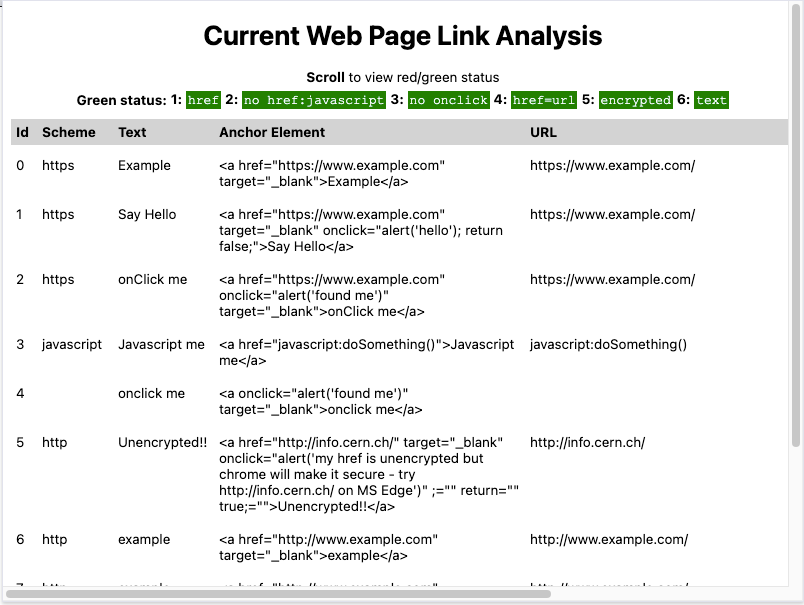 Current Web Page Link Analysis
Scroll to view red/green status
Green status: 1: href 2: no href:javascript 3: no onclick 4: href=url 5: encrypted 6: text
Id Scheme Text Anchor Element URL
0 https Example <a href="https://www.example.com" https://www.example.com/
target="_blank">Example</a>
1 https Say Hello <a href="https://www.example.com" https://www.example.com/
target="_blank" onclick="alert('hello'); return
false;">Say Hello</a>
2 https onClick me <a href="https://www.example.com" https://www.example.com/
onclick="alert('found me')"
target="_blank">onClick me</a>
3 javascript Javascript me <a href="javascript:doSomething()">Javascript javascript:doSomething()
me</a>
4 onclick me <a onclick="alert('found me')"
target="_blank">onclick me</a>
5 http Unencrypted!! <a href="http://info.cern.ch/" target="_blank" http://info.cern.ch/
onclick="alert('my href is unencrypted but
chrome will make it secure - try
http://info.cern.ch/ on MS Edge')" ;="" return=""
true;="">Unencrypted!!</a>
6 http example <a href="http://www.example.com" http://www.example.com/
target="_blank">example</a>